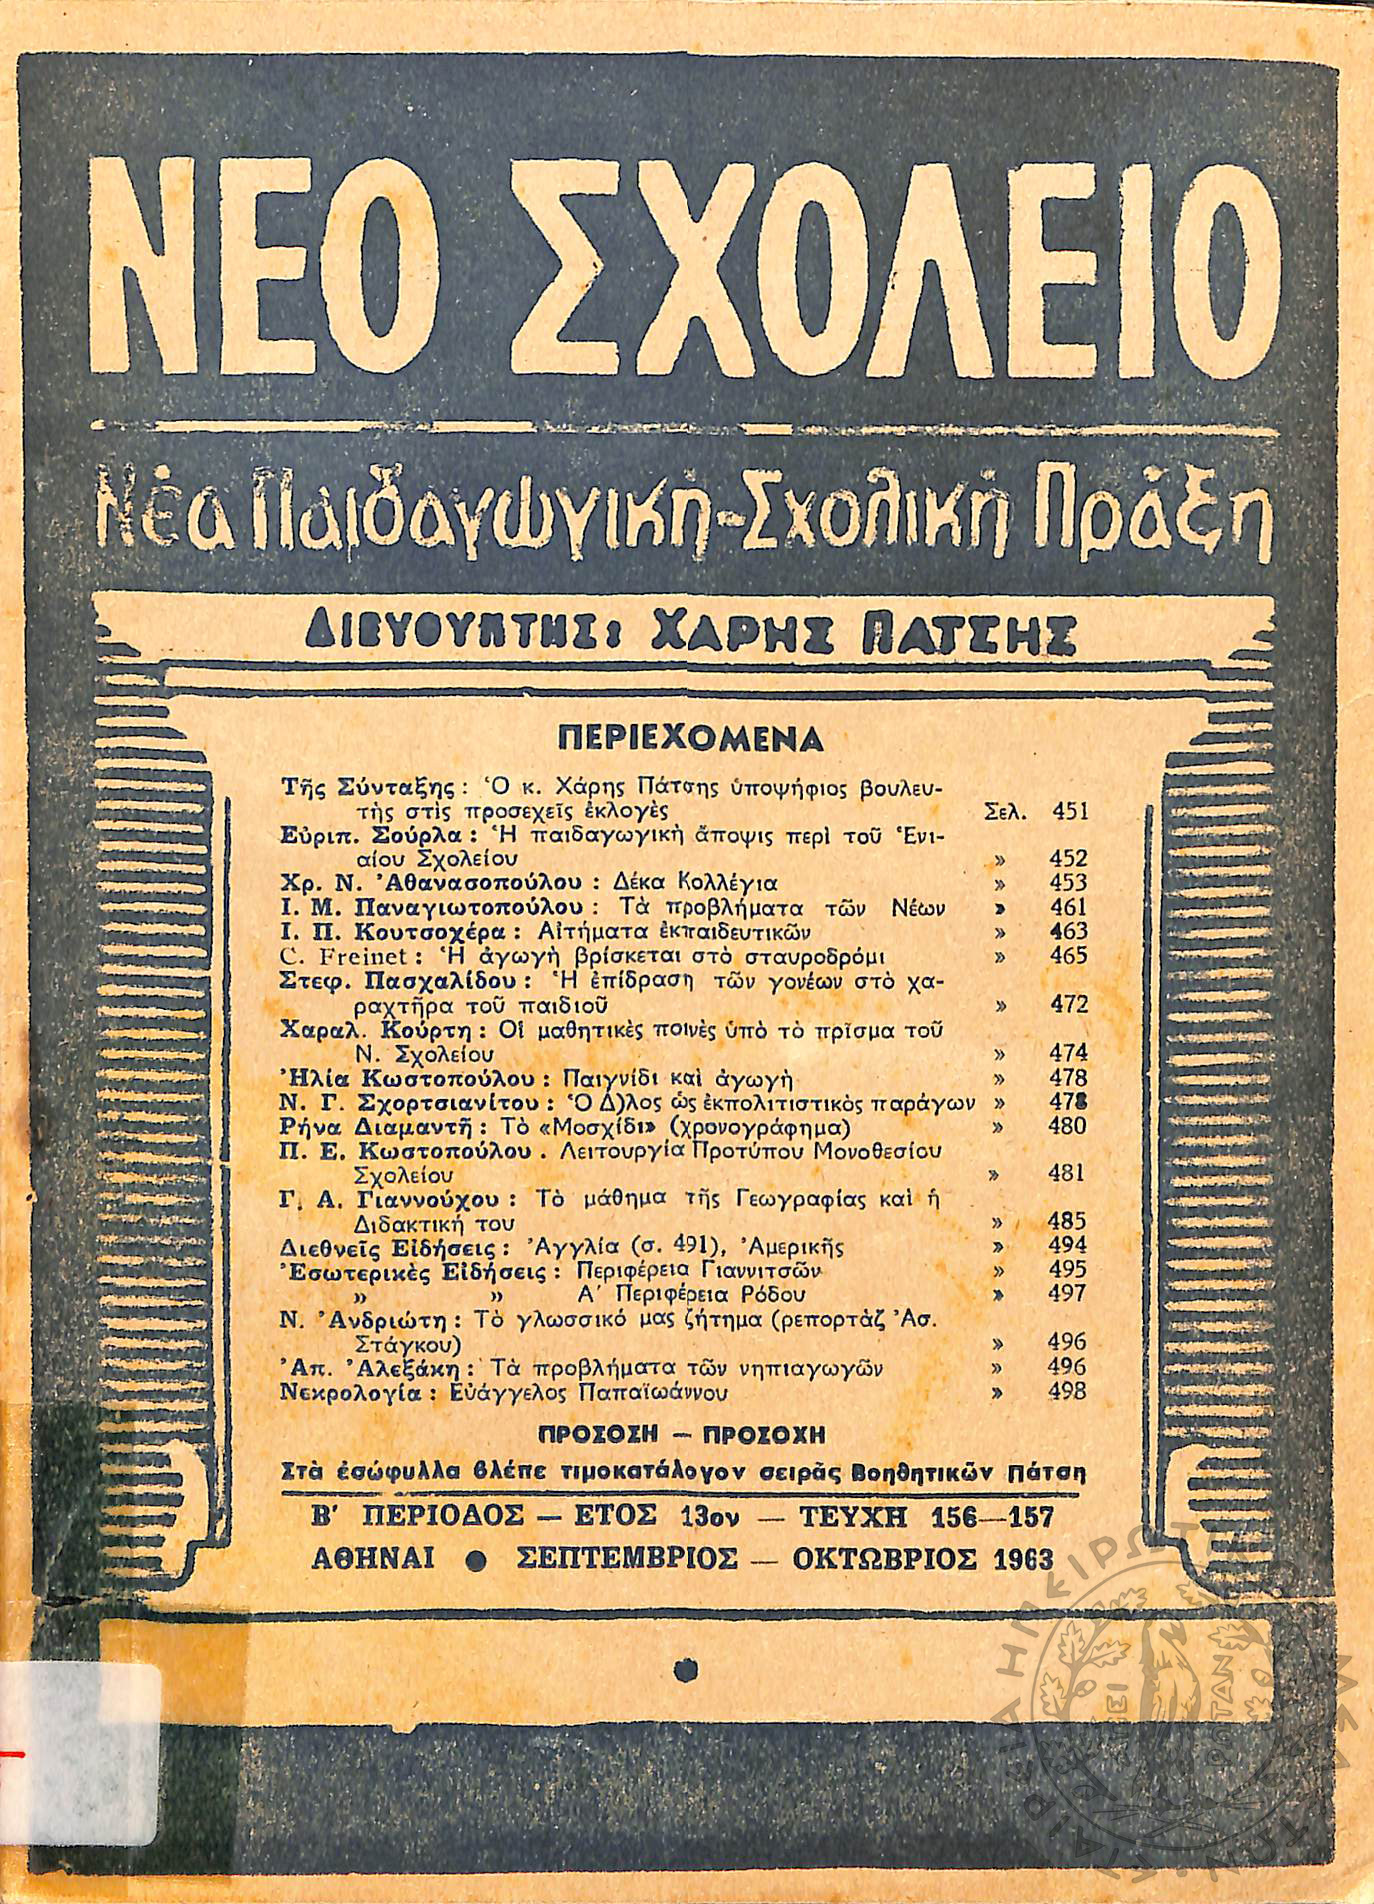 ΝΕΟ ΣΧΟΛΕΙΟ
Νέα Παιδαγωγική-Σχολική Πράξη
ΔΙΕΥΘΥΝΤΗΣ: ΧΑΡΗΣ ΠΑΤΣΗΣ
ΠΕΡΙΕΧΟΜΕΝΑ
Τῆς Σύνταξης : Ὁ κ. Χάρης Πάτσης ὑποψήφιος βουλευ-
τὴς στὶς προσεχεῖς ἐκλογὲς Σελ. 451
Εὐριπ. Σούρλα : Ἡ παιδαγωγικὴ ἄποψις περὶ τοῦ Ἑνι-
αίου Σχολείου » 452
Χρ. Ν. Ἀθανασοπούλου : Δέκα Κολλέγια » 453
Ι. Μ. Παναγιωτοπούλου : Τὰ προβλήματα τῶν Νέων » 461
Ι. Π. Κουτσοχέρα : Αἰτήματα ἐκπαιδευτικῶν » 463
C. Freinet : Ἡ ἀγωγὴ βρίσκεται στὸ σταυροδρόμι » 465
Στεφ. Πασχαλίδου : Ἡ ἐπίδραση τῶν γονέων στὸ χα-
ραχτῆρα τοῦ παιδιοῦ » 472
Χαραλ. Κούρτη : Οἱ μαθητικὲς ποινὲς ὑπὸ τὸ πρῖσμα τοῦ
Ν. Σχολείου » 474
Ἠλία Κωστοπούλου : Παιγνίδι καὶ ἀγωγὴ » 478
Ν. Γ. Σχορτσιανίτου : Ὁ Δ)λος ὡς ἐκπολιτιστικὸς παράγων » 478
Ρήνα Διαμαντῆ : Τὸ «Μοσχίδι» (χρονογράφημα) » 480
Π. Ε. Κωστοπούλου . Λειτουργία Προτύπου Μονοθεσίου
Σχολείου » 481
Γ. Α. Γιαννούχου : Τὸ μάθημα τῆς Γεωγραφίας καὶ ἡ
Διδακτική του » 485
Διεθνεῖς Εἰδήσεις : Ἀγγλία (σ. 491), Ἀμερικῆς » 494
Ἐσωτερικὲς Εἰδήσεις : Περιφέρεια Γιαννιτσῶν » 495
» » Α΄ Περιφέρεια Ρόδου » 497
Ν. Ἀνδριώτη : Τὸ γλωσσικό μας ζήτημα (ρεπορτὰζ Ἀσ.
Στάγκου) » 496
Ἀπ. Ἀλεξάκη : Τὰ προβλήματα τῶν νηπιαγωγῶν » 496
Νεκρολογία : Εὐάγγελος Παπαϊωάννου » 498
ΠΡΟΣΟΣΗ – ΠΡΟΣΟΧΗ
Στὰ ἐσώφυλλα βλέπε τιμοκατάλογον σειρᾶς Βοηθητικῶν Πάτση
Β΄ ΠΕΡΙΟΔΟΣ — ΕΤΟΣ 13ον — ΤΕΥΧΗ 156—157
ΑΘΗΝΑΙ ● ΣΕΠΤΕΜΒΡΙΟΣ — ΟΚΤΩΒΡΙΟΣ 1963